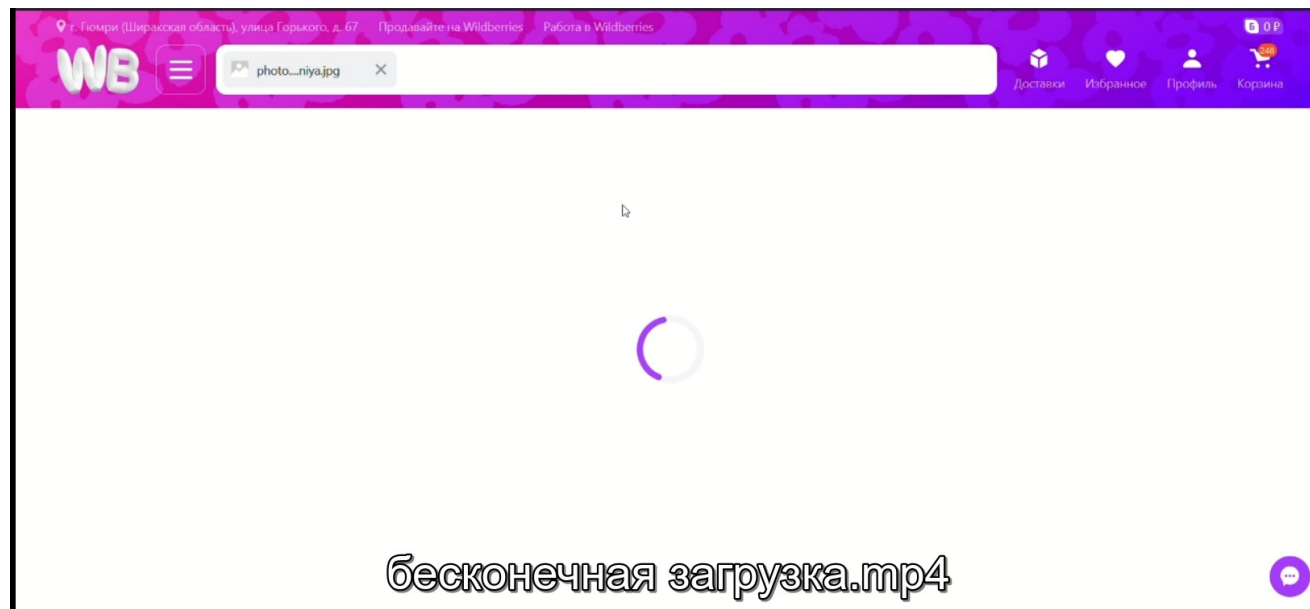 г. Гюмри (Ширакская область), улица Горького, д. 67 Продавайте на Wildberries Работа в Wildberries Б 0 ₽
WB photo....niya.jpg 248
Доставки Избранное Профиль Корзина
бесконечная загрузка.mp4